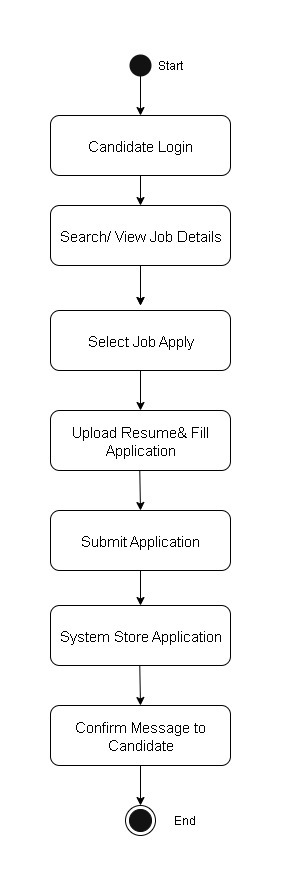 Start
Candidate Login
Search/ View Job Details
Select Job Apply
Upload Resume& Fill
Application
Submit Application
System Store Application
Confirm Message to
Candidate
End